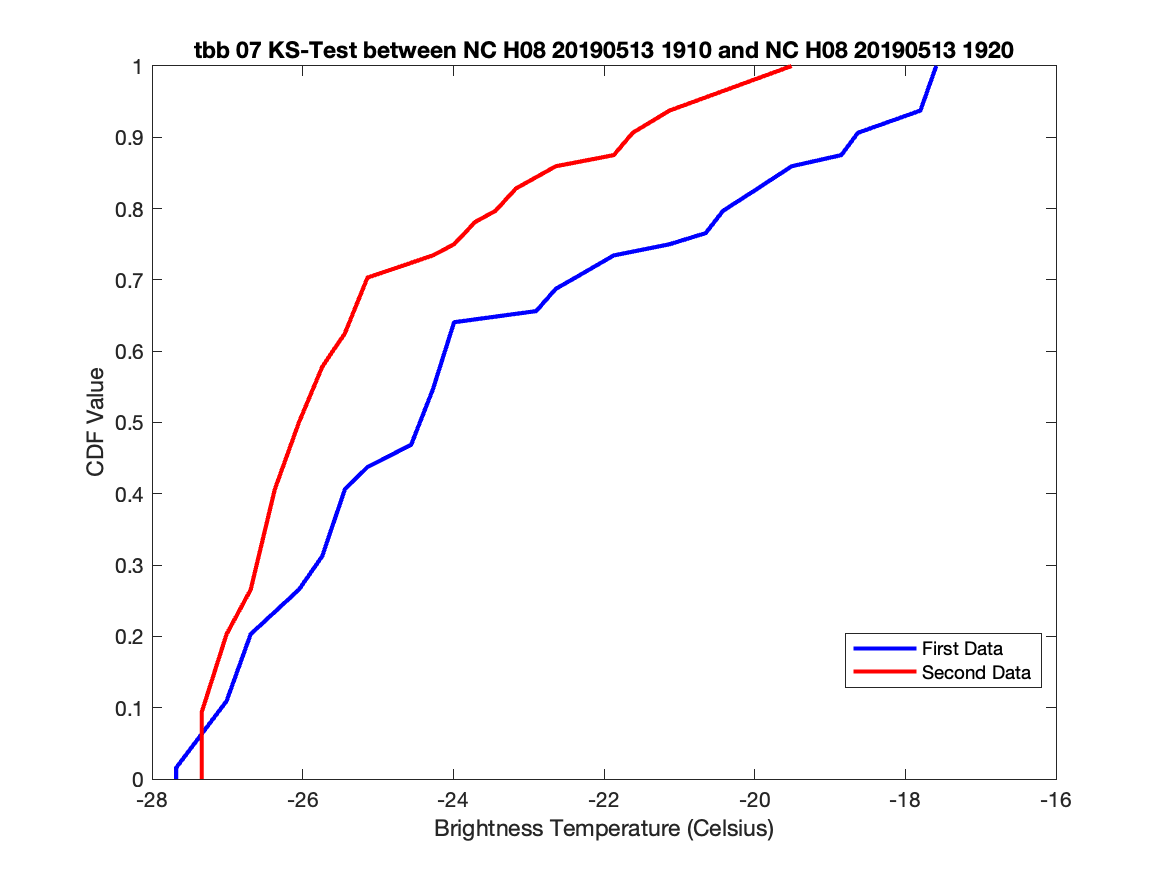 tbb 07 KS-Test between NC H08 20190513 1910 and NC H08 20190513 1920
1
0.9
0.8
0.7
0.6
0.5
0.4
0.3
0.2
0.1
0
CDF Value
First Data
Second Data
-28 -26 -24 -22 -20 -18 -16
Brightness Temperature (Celsius)